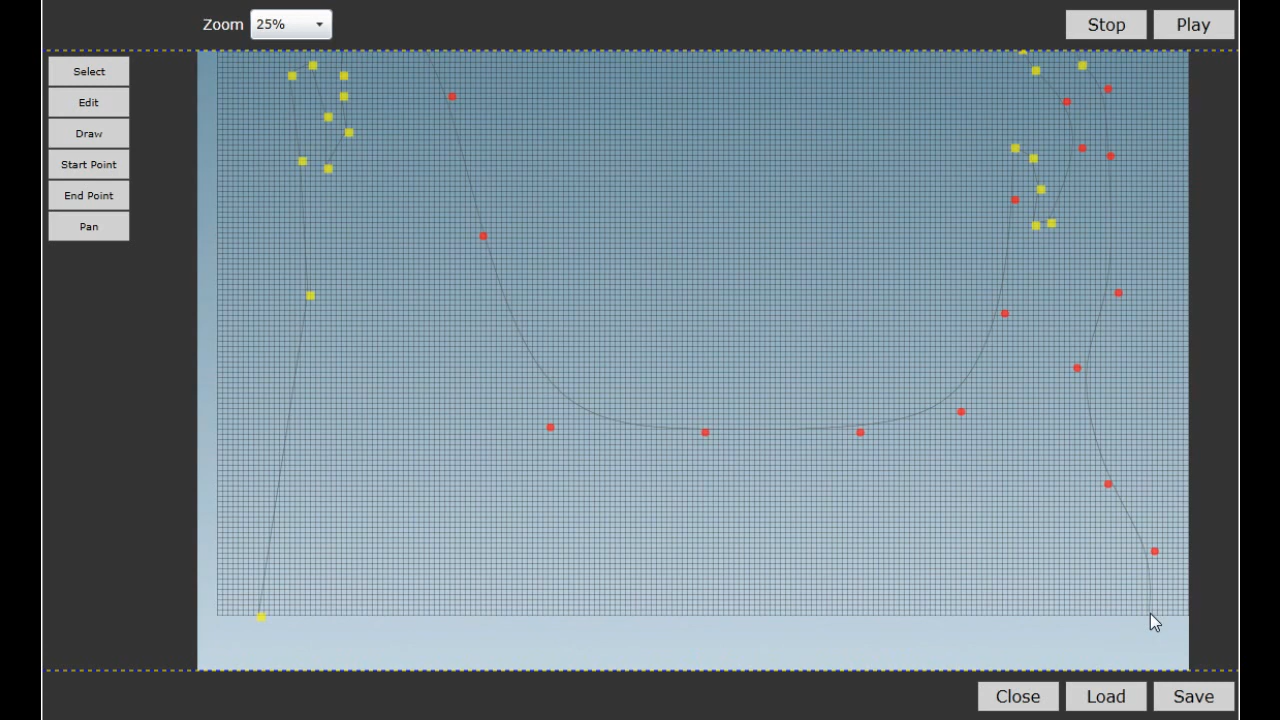 Zoom 25% Stop Play
Select
Edit
Draw
Start Point
End Point
Pan
Close Load Save